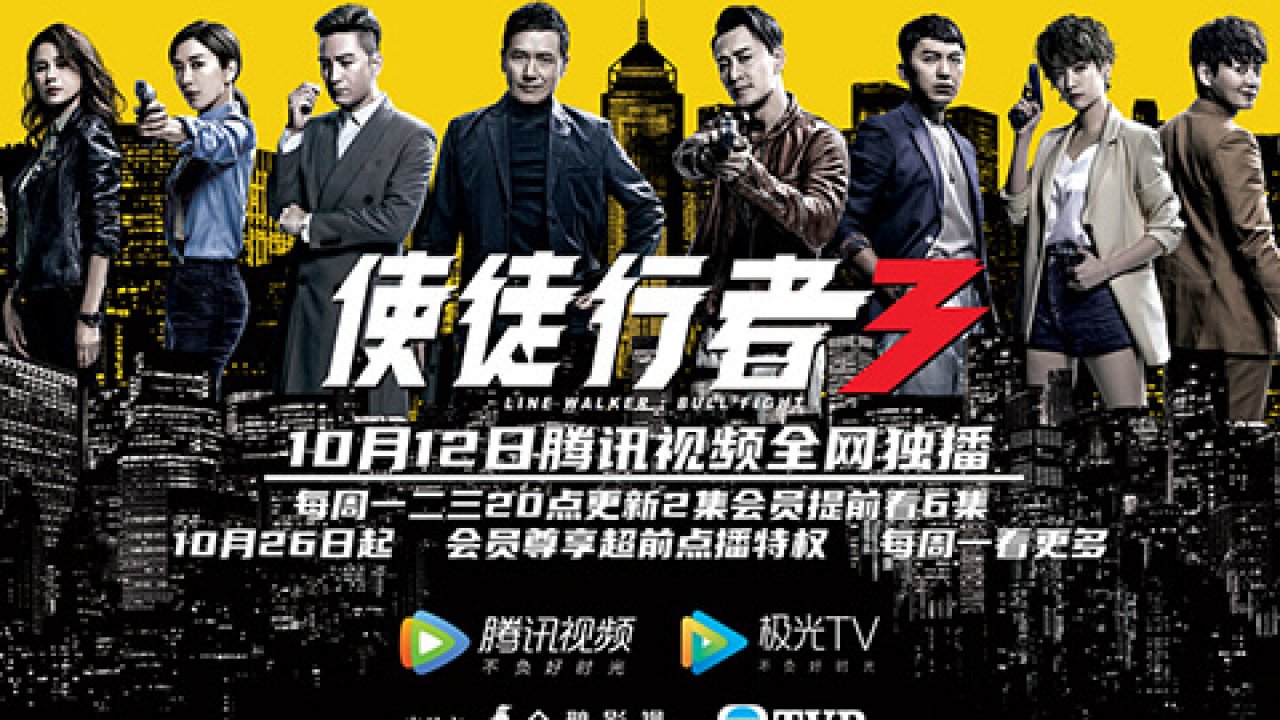 使徒行者3
LINE WALKER: BULL FIGHT
10月12日腾讯视频全网独播
每周一二三20点更新2集会员提前看6集
10月26日起 会员尊享超前点播特权 每周一看更多
腾讯视频
不负好时光
极光TV
不负好时光
TVB